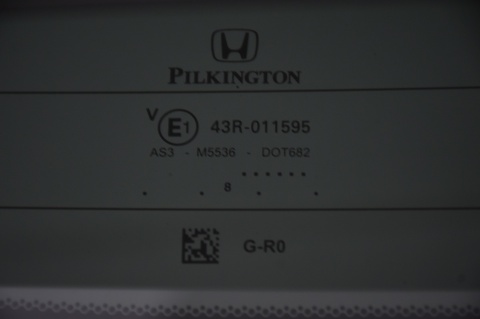 PILKINGTON
V E1 43R-011595
AS3 - M5536 - DOT682
......
. . 8 . .
G-R0